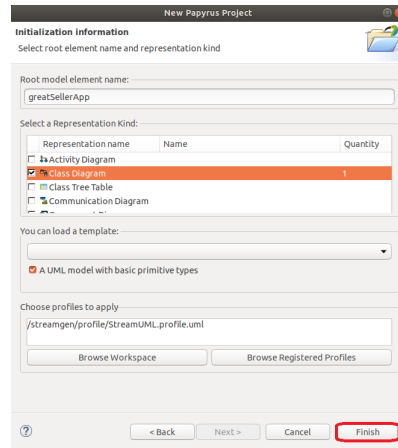 New Papyrus Project
Initialization information
Select root element name and representation kind
Root model element name:
greatSellerApp
Select a Representation Kind:
Representation name Name Quantity
Activity Diagram
Class Diagram 1
Class Tree Table
Communication Diagram
You can load a template:
A UML model with basic primitive types
Choose profiles to apply
/streamgen/profile/StreamUML.profile.uml
Browse Workspace Browse Registered Profiles
? < Back Next > Cancel Finish